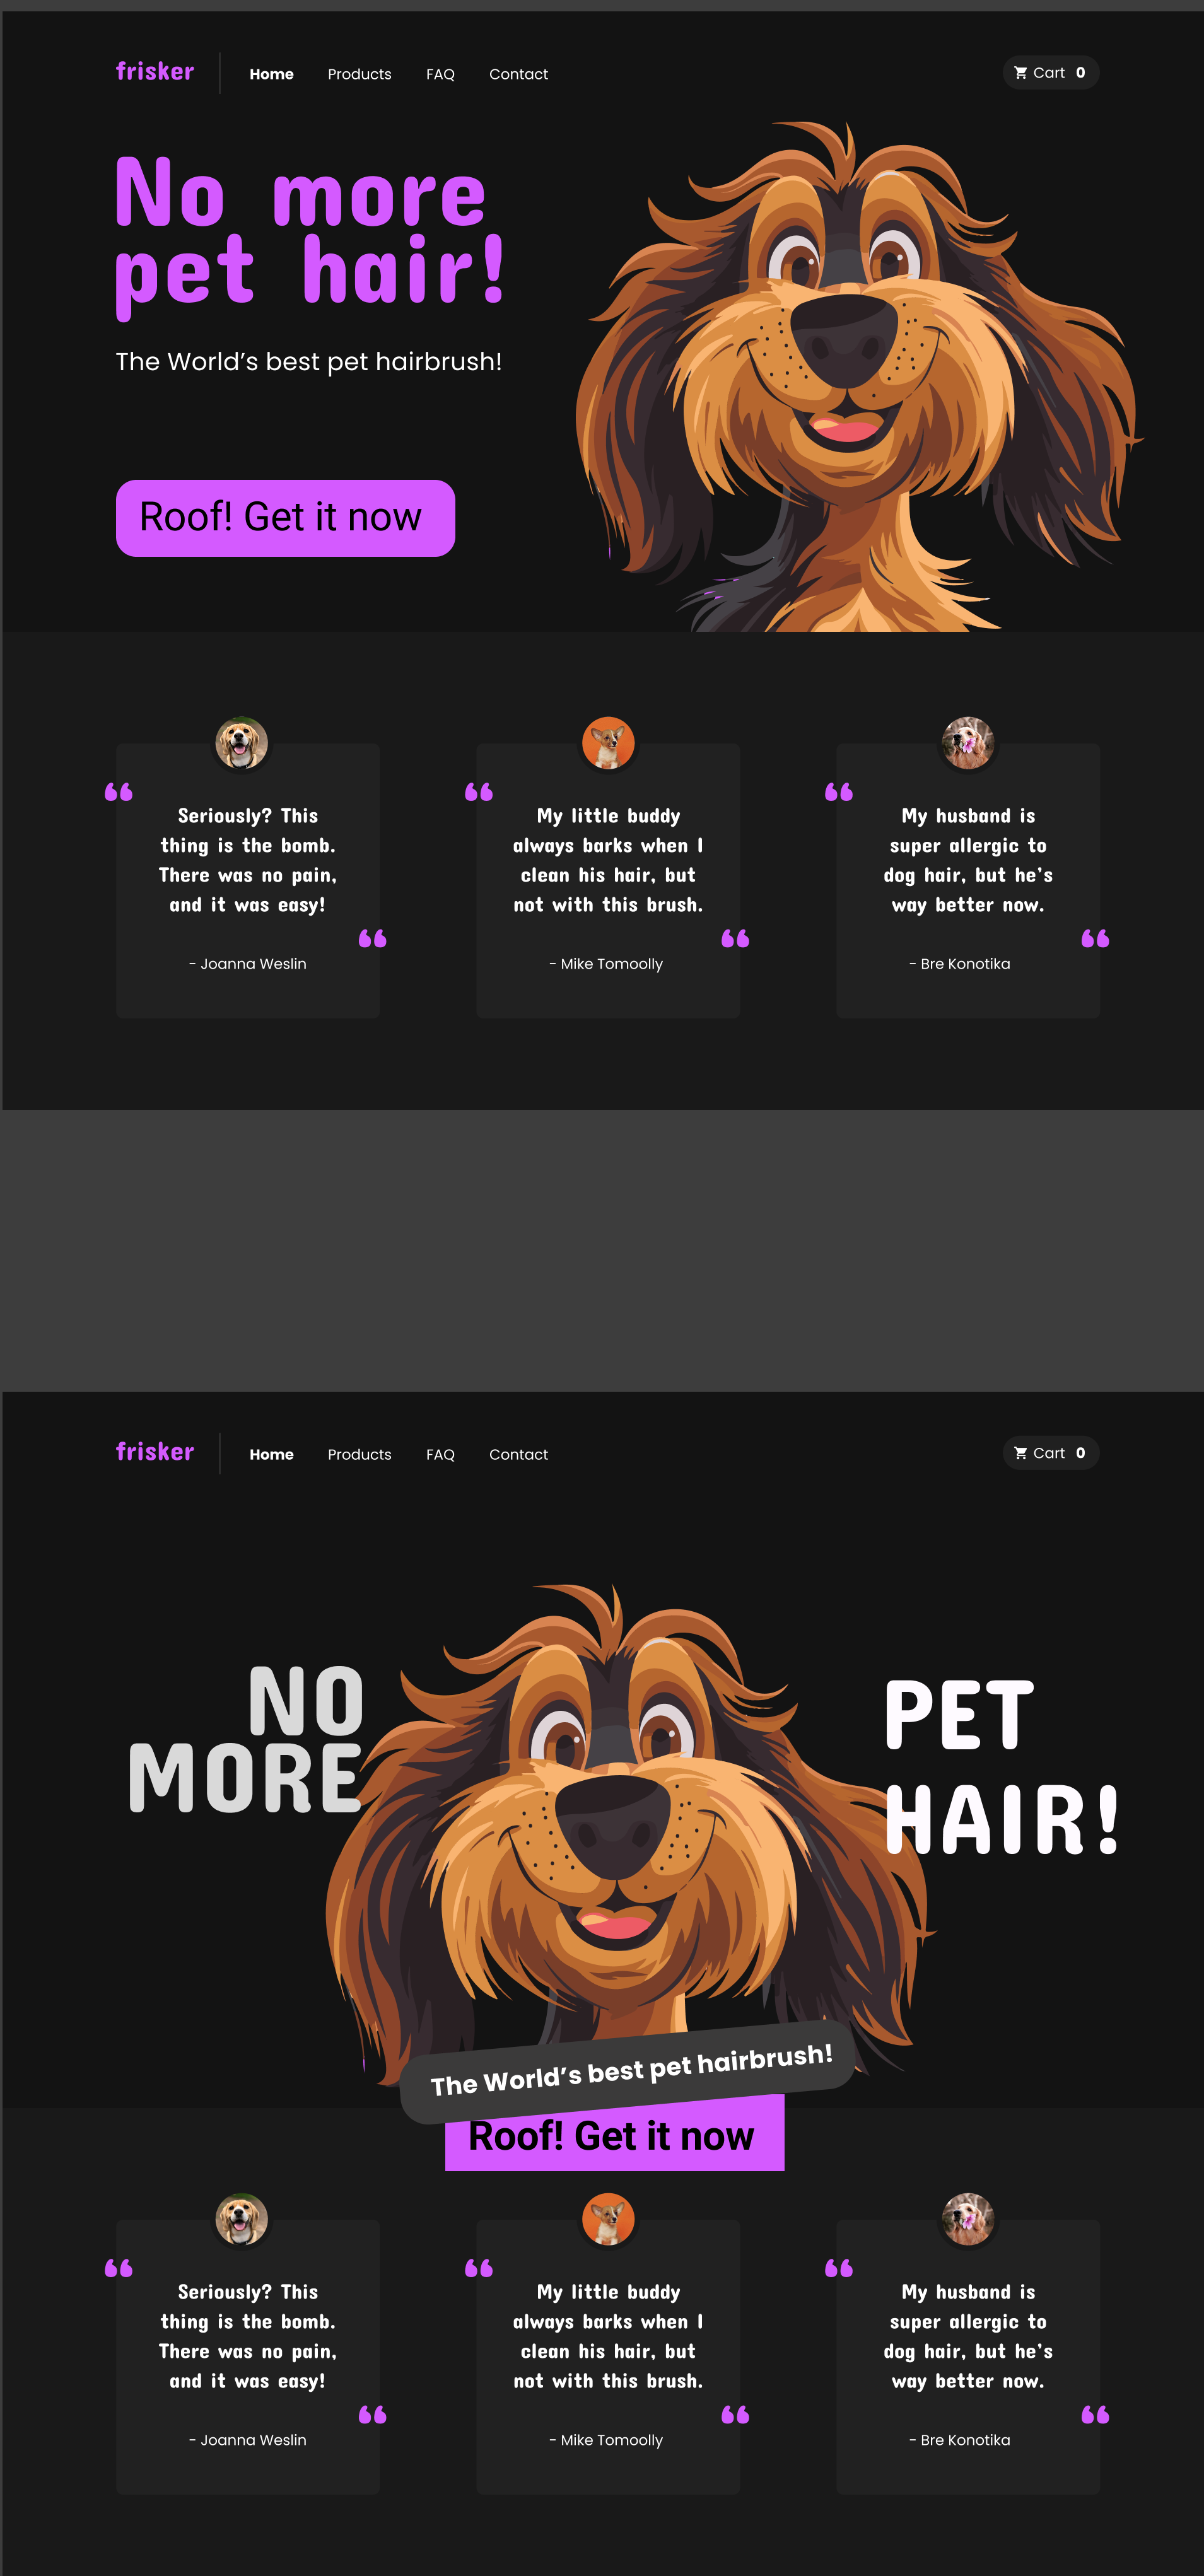 frisker
Home Products FAQ Contact
Cart 0
No more
pet hair!
The World’s best pet hairbrush!
Roof! Get it now
Seriously? This
thing is the bomb.
There was no pain,
and it was easy!
- Joanna Weslin
My little buddy
always barks when I
clean his hair, but
not with this brush.
- Mike Tomoolly
My husband is
super allergic to
dog hair, but he’s
way better now.
- Bre Konotika
frisker
Home Products FAQ Contact
Cart 0
NO
MORE
PET
HAIR!
The World’s best pet hairbrush!
Roof! Get it now
Seriously? This
thing is the bomb.
There was no pain,
and it was easy!
- Joanna Weslin
My little buddy
always barks when I
clean his hair, but
not with this brush.
- Mike Tomoolly
My husband is
super allergic to
dog hair, but he’s
way better now.
- Bre Konotika